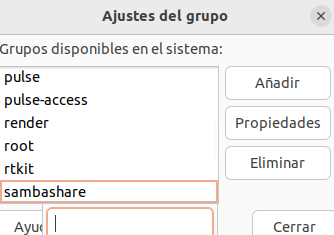 Ajustes del grupo
Grupos disponibles en el sistema:
pulse
pulse-access
render
root
rtkit
sambashare
Añadir
Propiedades
Eliminar
Cerrar